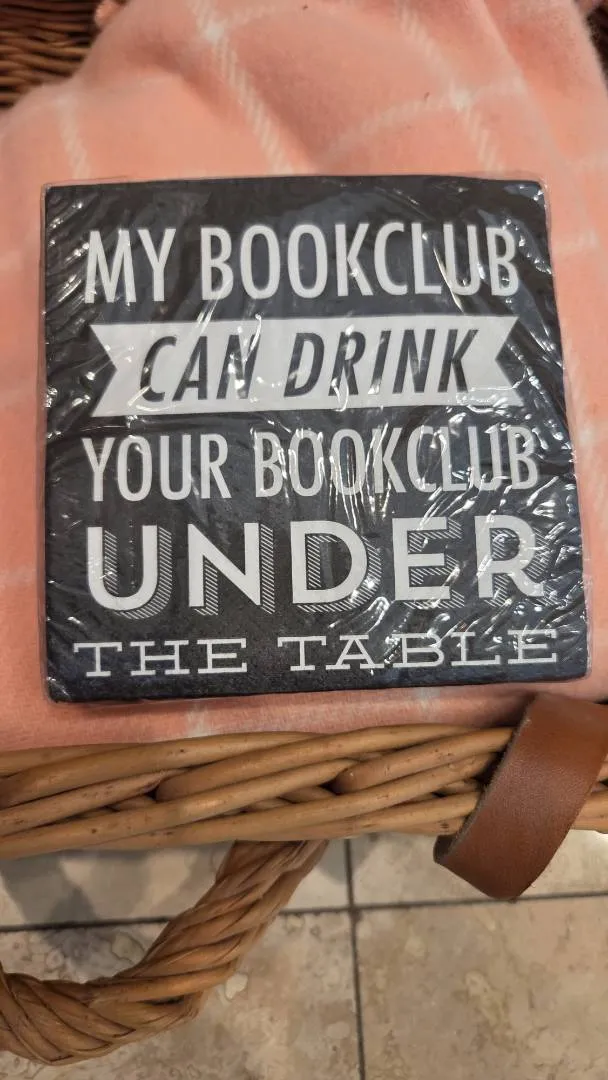 MY BOOKCLUB
CAN DRINK
YOUR BOOKCLUB
UNDER
THE TABLE